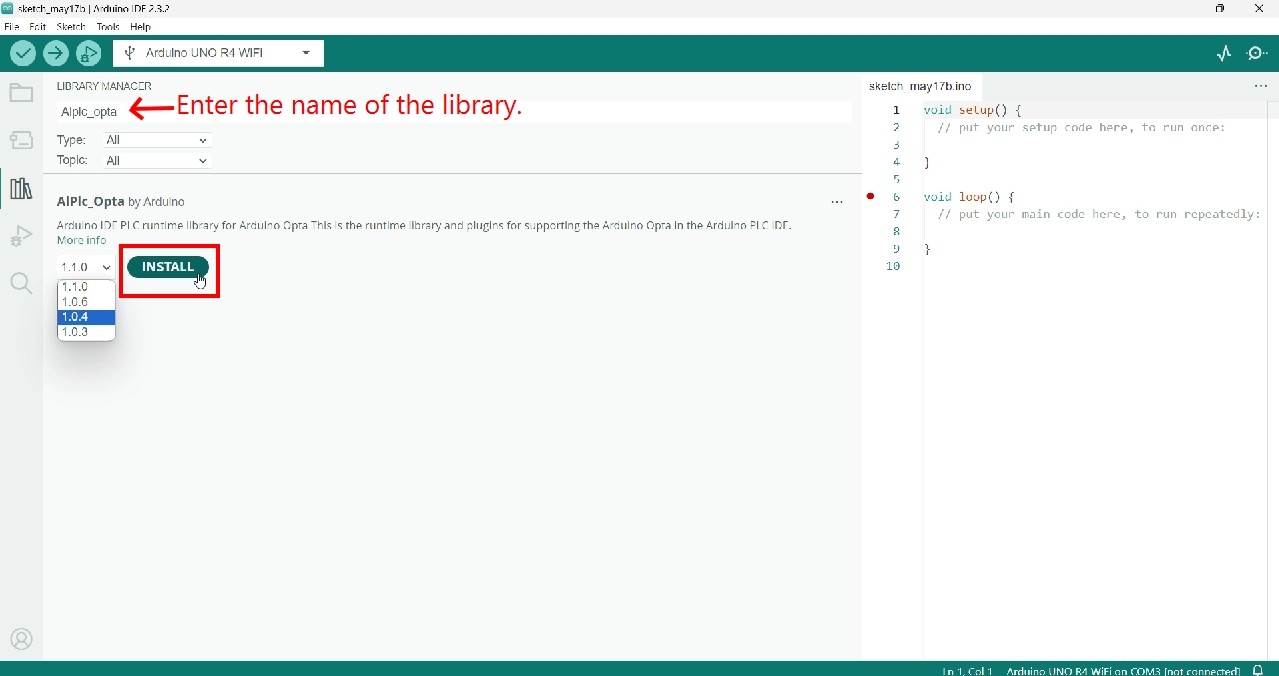 sketch_may17b | Arduino IDE 2.3.2
File Edit Sketch Tools Help
Arduino UNO R4 WiFi
LIBRARY MANAGER
AIplc_opta
Enter the name of the library.
Type: All
Topic: All
AIPlc_Opta by Arduino
Arduino IDE PLC runtime library for Arduino Opta This is the runtime library and plugins for supporting the Arduino Opta in the Arduino PLC IDE.
More info
1.1.0 INSTALL
1.1.0
1.0.6
1.0.4
1.0.3
sketch_may17b.ino
1 void setup() {
2 // put your setup code here, to run once:
3
4 }
5
6 void loop() {
7 // put your main code here, to run repeatedly:
8
9 }
10
Ln 1, Col 1 Arduino UNO R4 WiFi on COM3 [not connected]